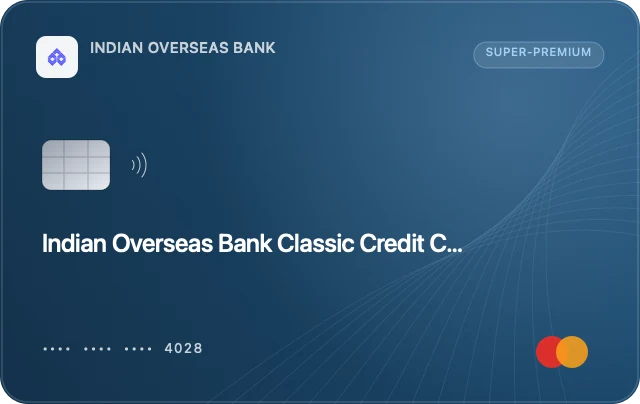 INDIAN OVERSEAS BANK
SUPER-PREMIUM
Indian Overseas Bank Classic Credit C...
•••• •••• •••• 4028